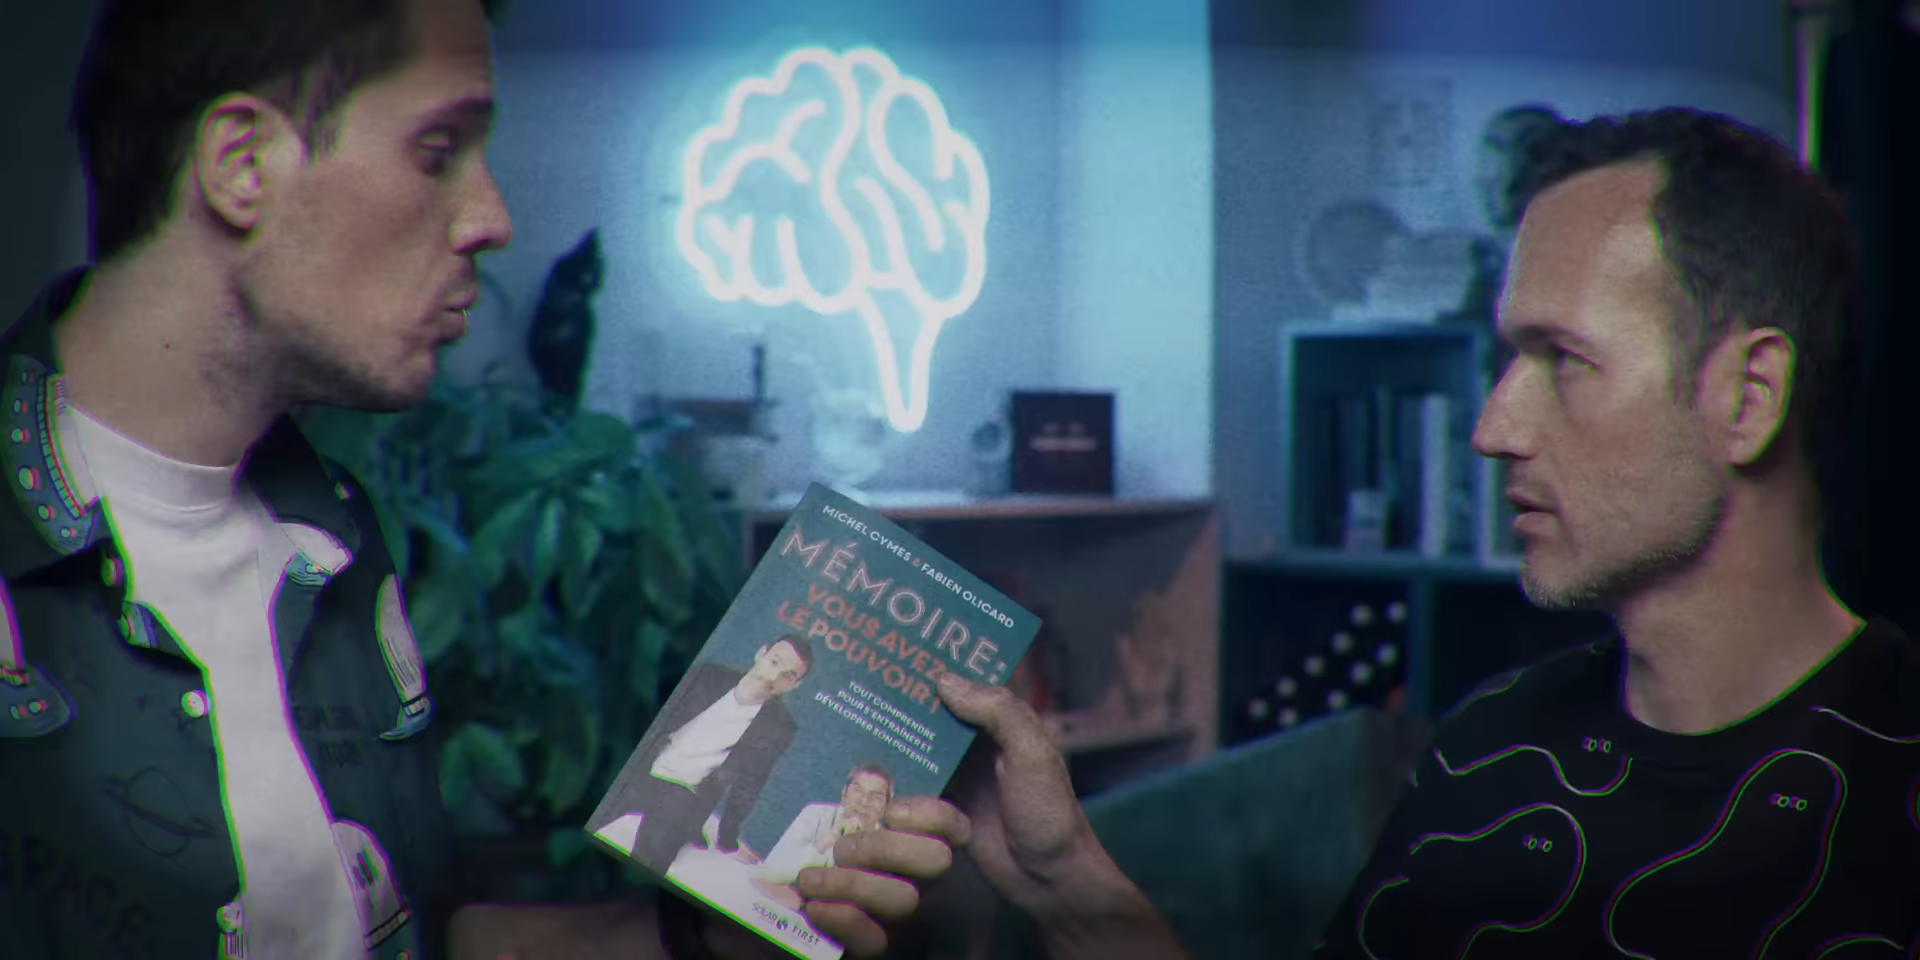 MICHEL CYMES & FABIEN OLICARD
MÉMOIRE:
VOUS AVEZ
LE POUVOIR!
TOUT COMPRENDRE
POUR S'ENTRAÎNER ET
DÉVELOPPER SON POTENTIEL
SOLAR FIRST
SPACE